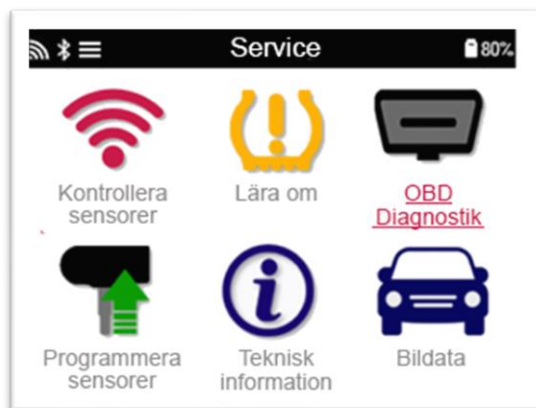 Service
80%
Kontrollera
sensorer
Lära om
OBD
Diagnostik
Programmera
sensorer
Teknisk
information
Bildata